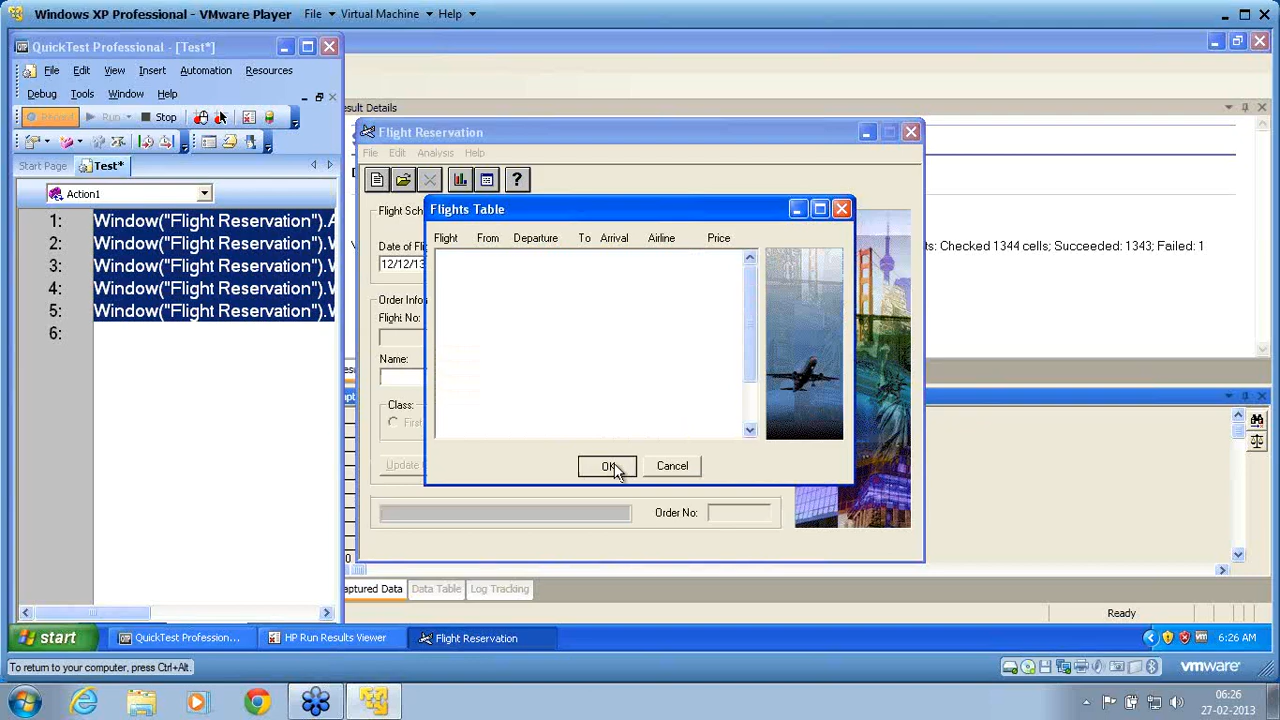 Windows XP Professional - VMware Player File Virtual Machine Help
QuickTest Professional - [Test*]
File Edit View Insert Automation Resources
Debug Tools Window Help
Record Run Stop
Start Page Test*
Action1
1: Window("Flight Reservation").
2: Window("Flight Reservation").
3: Window("Flight Reservation").
4: Window("Flight Reservation").
5: Window("Flight Reservation").
6:
esult Details
ts: Checked 1344 cells; Succeeded: 1343; Failed: 1
Flight Reservation
File Edit Analysis Help
?
Flight Sch
Date of Fli
12/12/13
Order Infor
Flight No:
Name:
Class:
First
Update
Order No:
Flights Table
Flight From Departure To Arrival Airline Price
OK Cancel
aptured Data Data Table Log Tracking
Ready
start QuickTest Profession... HP Run Results Viewer Flight Reservation 6:26 AM
To return to your computer, press Ctrl+Alt. vmware
06:26
27-02-2013